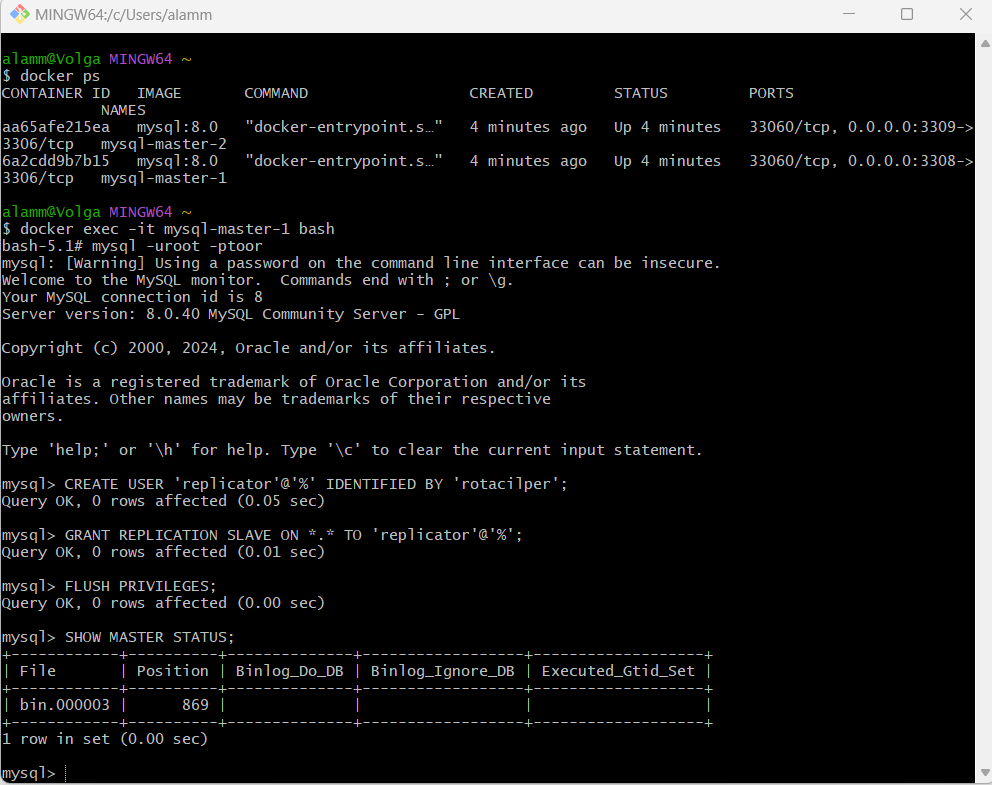 MINGW64:/c/Users/alamm
alamm@Volga MINGW64 ~
$ docker ps
CONTAINER ID   IMAGE       COMMAND                  CREATED         STATUS         PORTS
           NAMES
aa65afe215ea   mysql:8.0   "docker-entrypoint.s…"   4 minutes ago   Up 4 minutes   33060/tcp, 0.0.0.0:3309->
3306/tcp   mysql-master-2
6a2cdd9b7b15   mysql:8.0   "docker-entrypoint.s…"   4 minutes ago   Up 4 minutes   33060/tcp, 0.0.0.0:3308->
3306/tcp   mysql-master-1
alamm@Volga MINGW64 ~
$ docker exec -it mysql-master-1 bash
bash-5.1# mysql -uroot -ptoor
mysql: [Warning] Using a password on the command line interface can be insecure.
Welcome to the MySQL monitor.  Commands end with ; or \g.
Your MySQL connection id is 8
Server version: 8.0.40 MySQL Community Server - GPL
Copyright (c) 2000, 2024, Oracle and/or its affiliates.
Oracle is a registered trademark of Oracle Corporation and/or its
affiliates. Other names may be trademarks of their respective
owners.
Type 'help;' or '\h' for help. Type '\c' to clear the current input statement.
mysql> CREATE USER 'replicator'@'%' IDENTIFIED BY 'rotacilper';
Query OK, 0 rows affected (0.05 sec)
mysql> GRANT REPLICATION SLAVE ON *.* TO 'replicator'@'%';
Query OK, 0 rows affected (0.01 sec)
mysql> FLUSH PRIVILEGES;
Query OK, 0 rows affected (0.00 sec)
mysql> SHOW MASTER STATUS;
+------------+----------+--------------+------------------+-------------------+
| File       | Position | Binlog_Do_DB | Binlog_Ignore_DB | Executed_Gtid_Set |
+------------+----------+--------------+------------------+-------------------+
| bin.000003 |      869 |              |                  |                   |
+------------+----------+--------------+------------------+-------------------+
1 row in set (0.00 sec)
mysql>